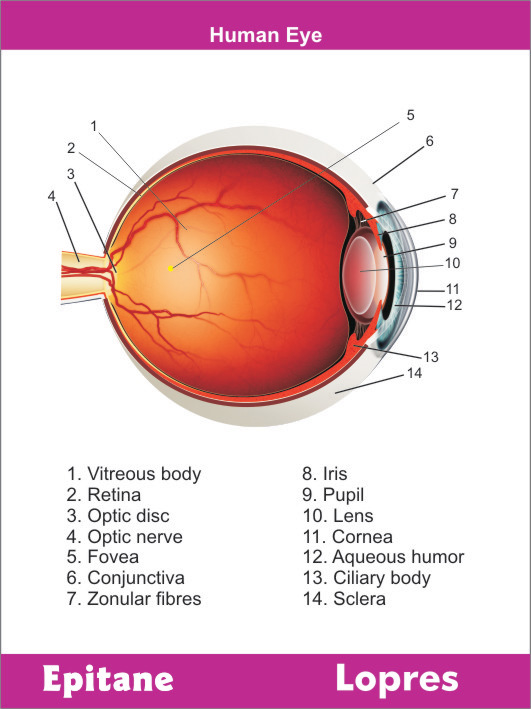 Human Eye
1
2
3
4
5
6
7
8
9
10
11
12
13
14
1. Vitreous body
2. Retina
3. Optic disc
4. Optic nerve
5. Fovea
6. Conjunctiva
7. Zonular fibres
8. Iris
9. Pupil
10. Lens
11. Cornea
12. Aqueous humor
13. Ciliary body
14. Sclera
Epitane
Lopres